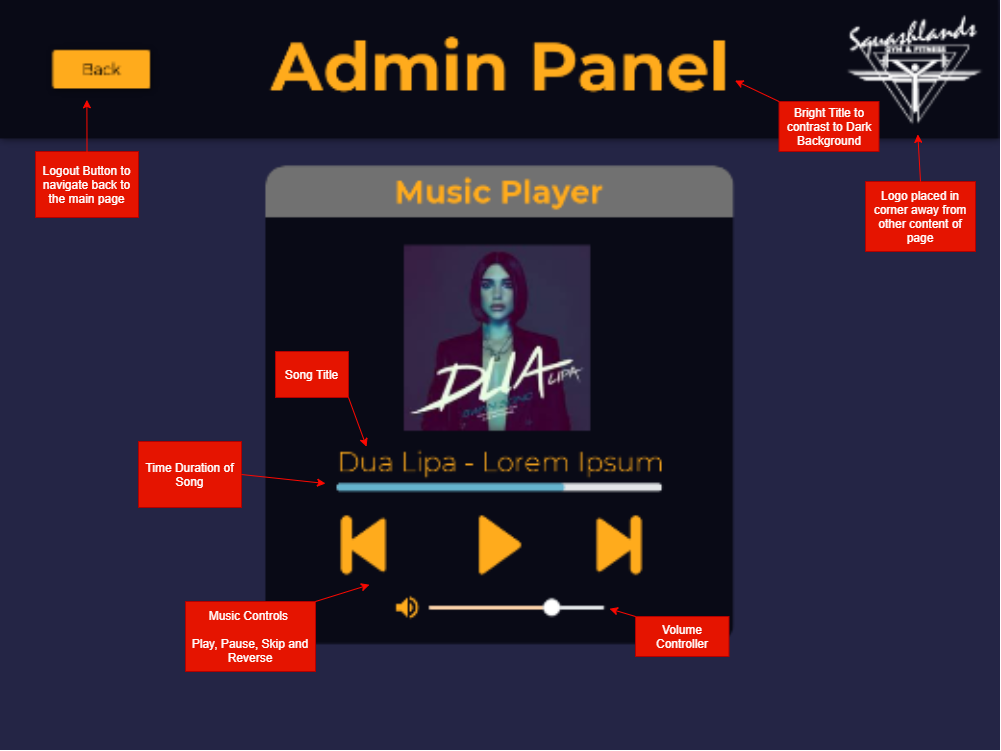 Back
Admin Panel
Squashlands
GYM & FITNESS
Bright Title to
contrast to Dark
Background
Logout Button to
navigate back to
the main page
Logo placed in
corner away from
other content of
page
Music Player
DUA
LIPA
Song Title
Dua Lipa - Lorem Ipsum
Time Duration of
Song
Music Controls
Play, Pause, Skip and
Reverse
Volume
Controller